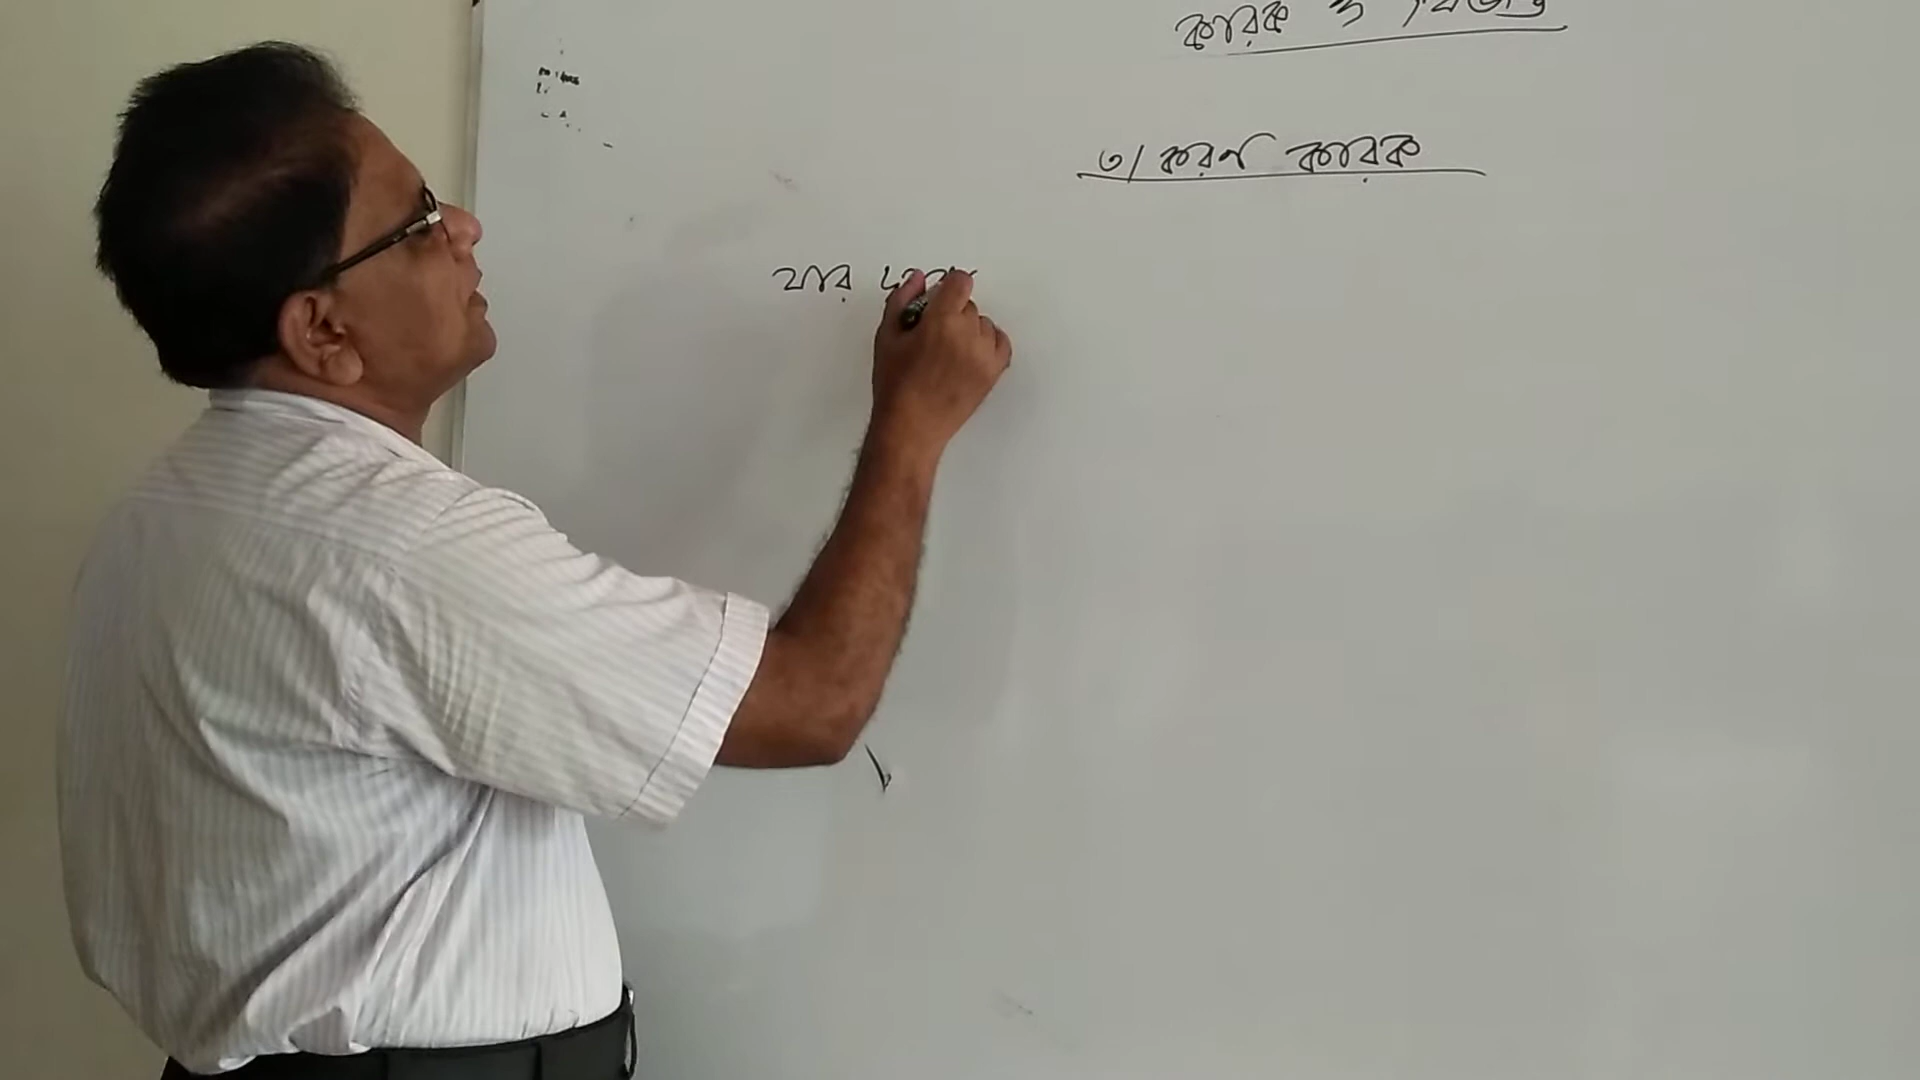 কারক ও বিভক্তি
৩। করণ কারক
যার